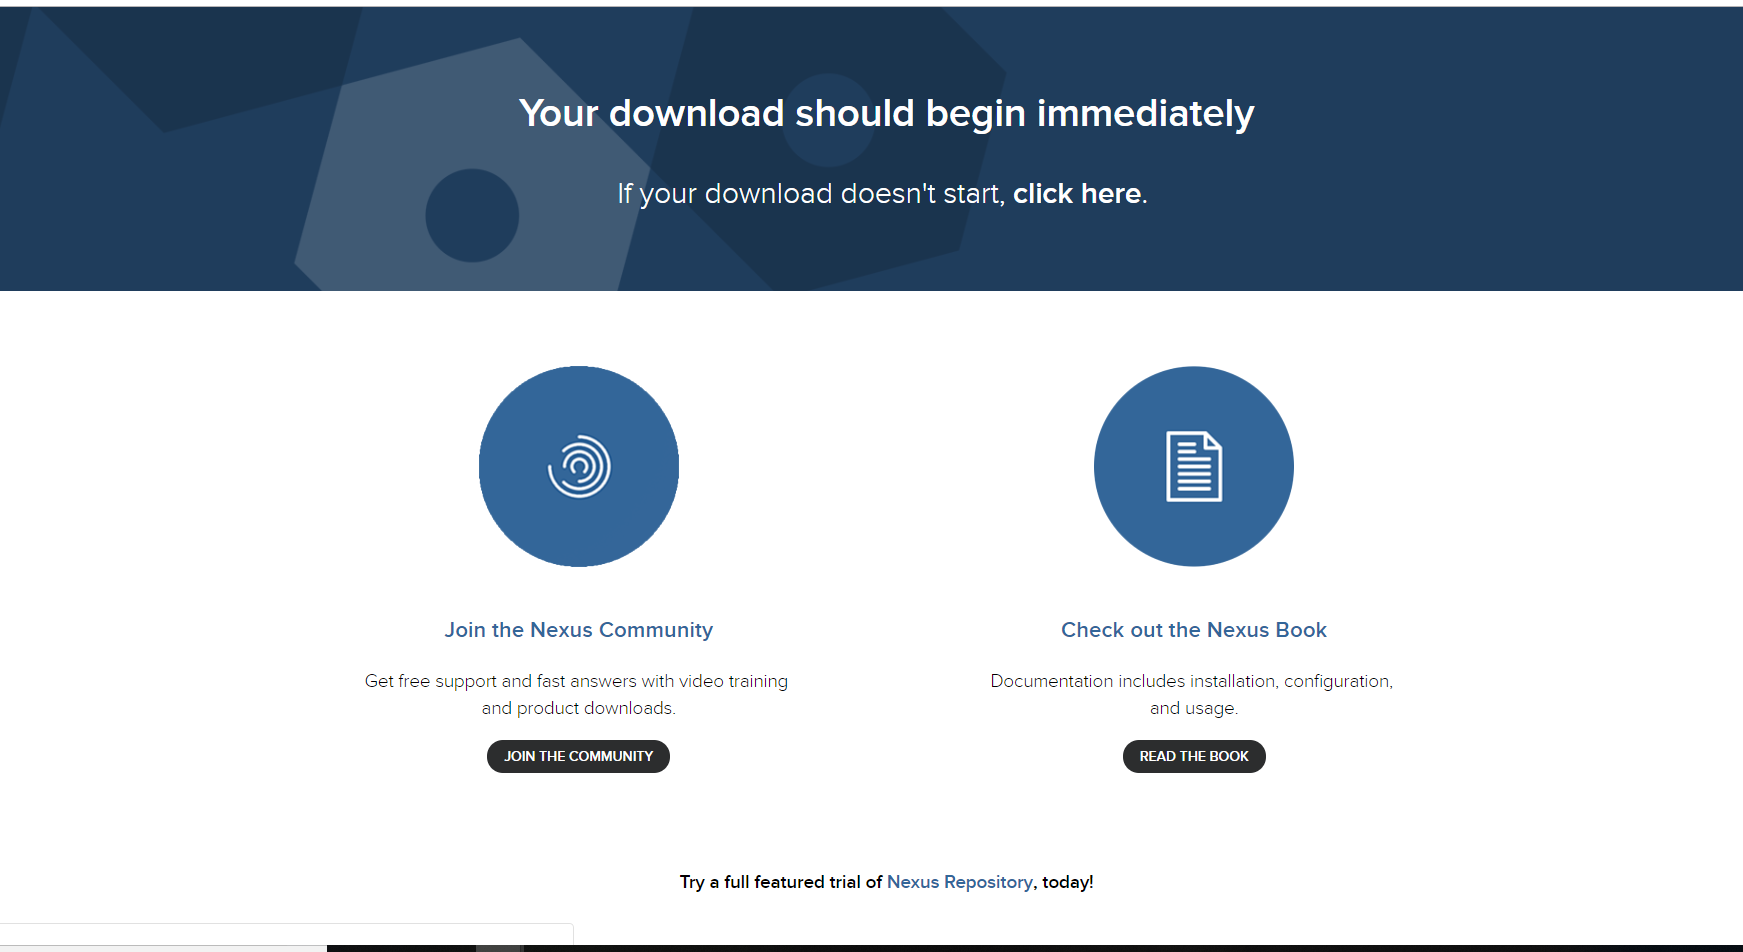 Your download should begin immediately
If your download doesn't start, click here.
Join the Nexus Community
Get free support and fast answers with video training
and product downloads.
JOIN THE COMMUNITY
Check out the Nexus Book
Documentation includes installation, configuration,
and usage.
READ THE BOOK
Try a full featured trial of Nexus Repository, today!